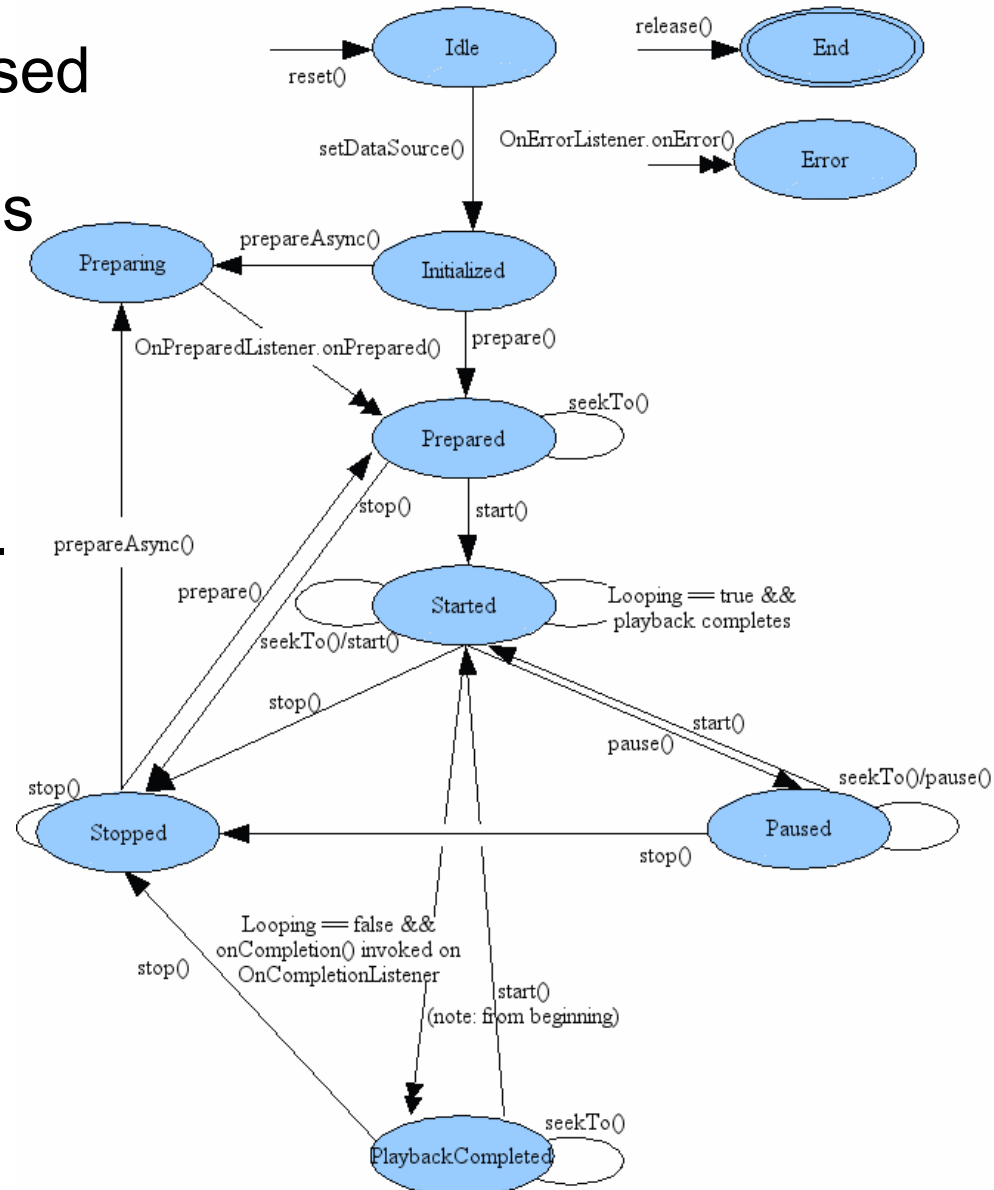 sed
s
.
reset()
Idle
release()
End
setDataSource()
OnErrorListener.onError()
Error
Preparing
prepareAsync()
Initialized
OnPreparedListener.onPrepared()
prepare()
Prepared
seekTo()
stop()
start()
prepareAsync()
prepare()
Started
Looping == true &&
playback completes
seekTo()/start()
stop()
start()
pause()
stop()
Stopped
Paused
seekTo()/pause()
stop()
Looping == false &&
onCompletion() invoked on
OnCompletionListener
stop()
start()
(note: from beginning)
PlaybackCompleted
seekTo()